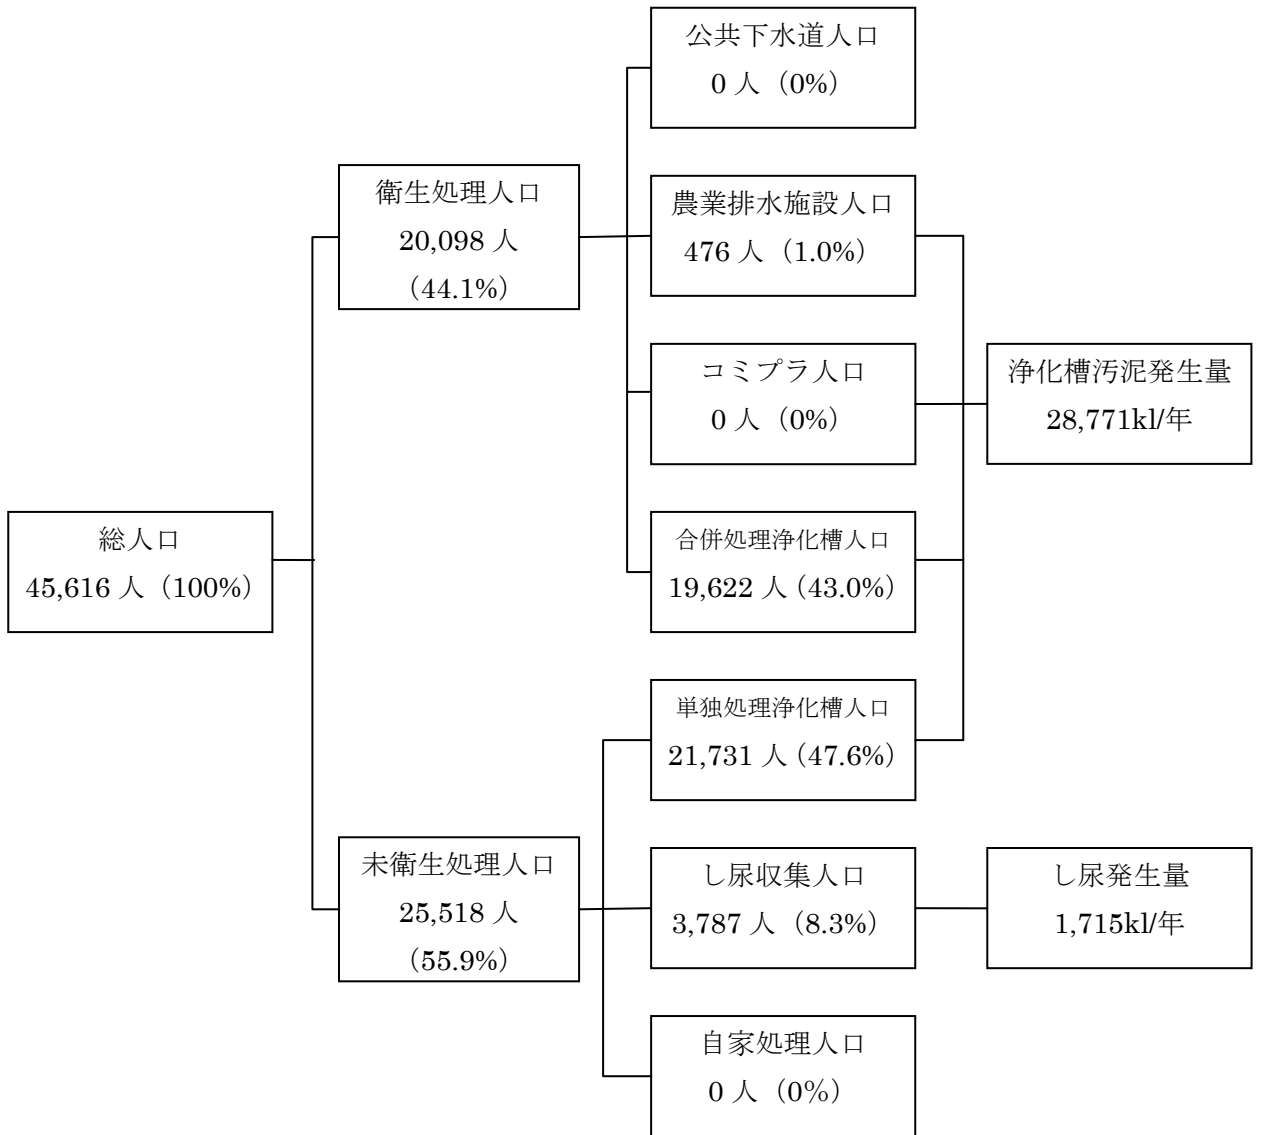 公共下水道人口
0 人（0%）
衛生処理人口
20,098 人
（44.1%）
農業排水施設人口
476 人（1.0%）
コミプラ人口
0 人（0%）
浄化槽汚泥発生量
28,771kl/年
総人口
45,616 人（100%）
合併処理浄化槽人口
19,622 人（43.0%）
単独処理浄化槽人口
21,731 人（47.6%）
未衛生処理人口
25,518 人
（55.9%）
し尿収集人口
3,787 人（8.3%）
し尿発生量
1,715kl/年
自家処理人口
0 人（0%）